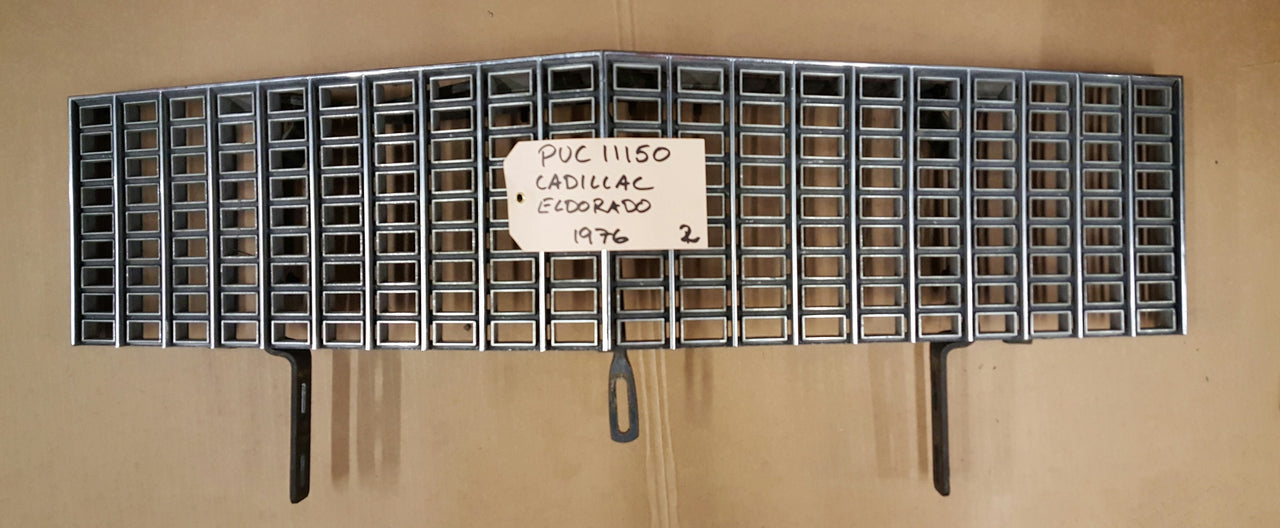 PUC 11150
CADILLAC
ELDORADO
1976 2